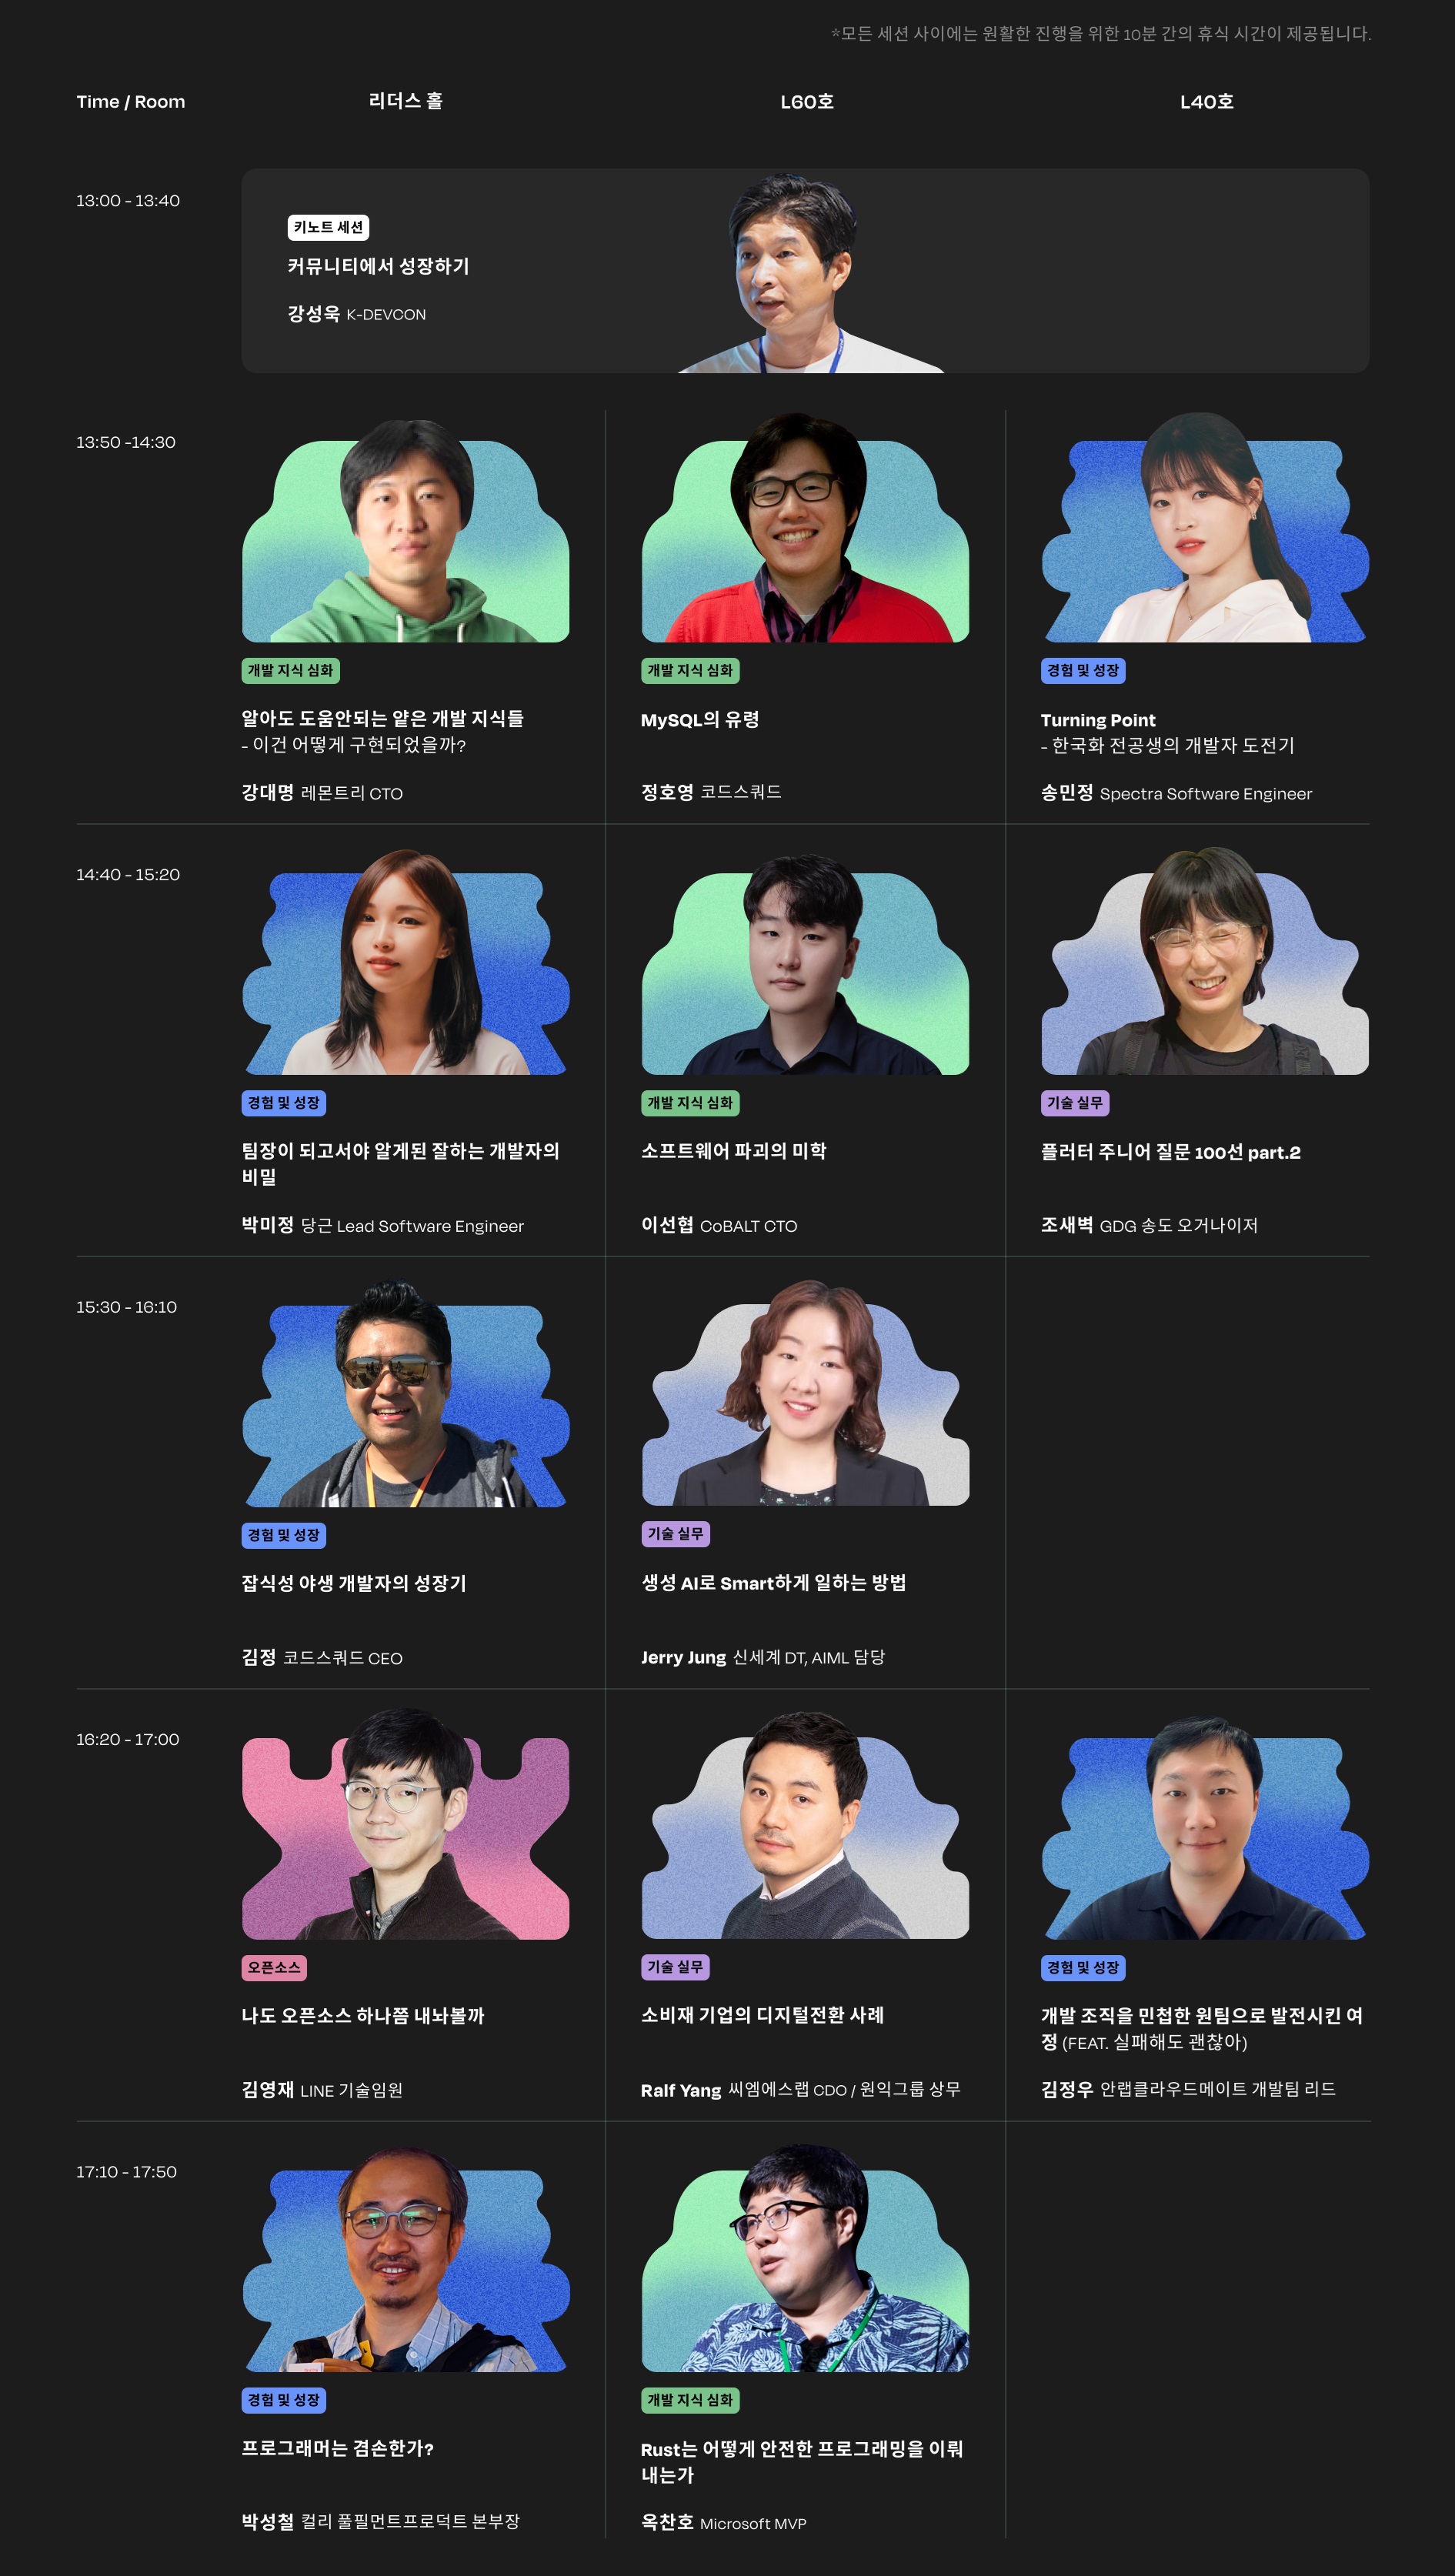 *모든 세션 사이에는 원활한 진행을 위한 10분 간의 휴식 시간이 제공됩니다.
Time / Room
리더스 홀
L60호
L40호
13:00 - 13:40
키노트 세션
커뮤니티에서 성장하기
강성욱 K-DEVCON
13:50 -14:30
개발 지식 심화
알아도 도움안되는 얕은 개발 지식들
- 이건 어떻게 구현되었을까?
강대명 레몬트리 CTO
개발 지식 심화
MySQL의 유령
정호영 코드스쿼드
경험 및 성장
Turning Point
- 한국화 전공생의 개발자 도전기
송민정 Spectra Software Engineer
14:40 - 15:20
경험 및 성장
팀장이 되고서야 알게된 잘하는 개발자의
비밀
박미정 당근 Lead Software Engineer
개발 지식 심화
소프트웨어 파괴의 미학
이선협 CoBALT CTO
기술 실무
플러터 주니어 질문 100선 part.2
조새벽 GDG 송도 오거나이저
15:30 - 16:10
경험 및 성장
잡식성 야생 개발자의 성장기
김정 코드스쿼드 CEO
기술 실무
생성 AI로 Smart하게 일하는 방법
Jerry Jung 신세계 DT, AIML 담당
16:20 - 17:00
오픈소스
나도 오픈소스 하나쯤 내놔볼까
김영재 LINE 기술임원
기술 실무
소비재 기업의 디지털전환 사례
Ralf Yang 씨엠에스랩 CDO / 원익그룹 상무
경험 및 성장
개발 조직을 민첩한 원팀으로 발전시킨 여
정 (FEAT. 실패해도 괜찮아)
김정우 안랩클라우드메이트 개발팀 리드
17:10 - 17:50
경험 및 성장
프로그래머는 겸손한가?
박성철 컬리 풀필먼트프로덕트 본부장
개발 지식 심화
Rust는 어떻게 안전한 프로그래밍을 이뤄
내는가
옥찬호 Microsoft MVP